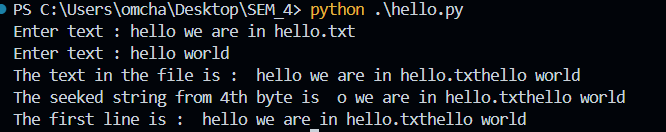 PS C:\Users\omcha\Desktop\SEM_4> python .\hello.py
Enter text : hello we are in hello.txt
Enter text : hello world
The text in the file is :  hello we are in hello.txthello world
The seeked string from 4th byte is  o we are in hello.txthello world
The first line is :  hello we are in hello.txthello world